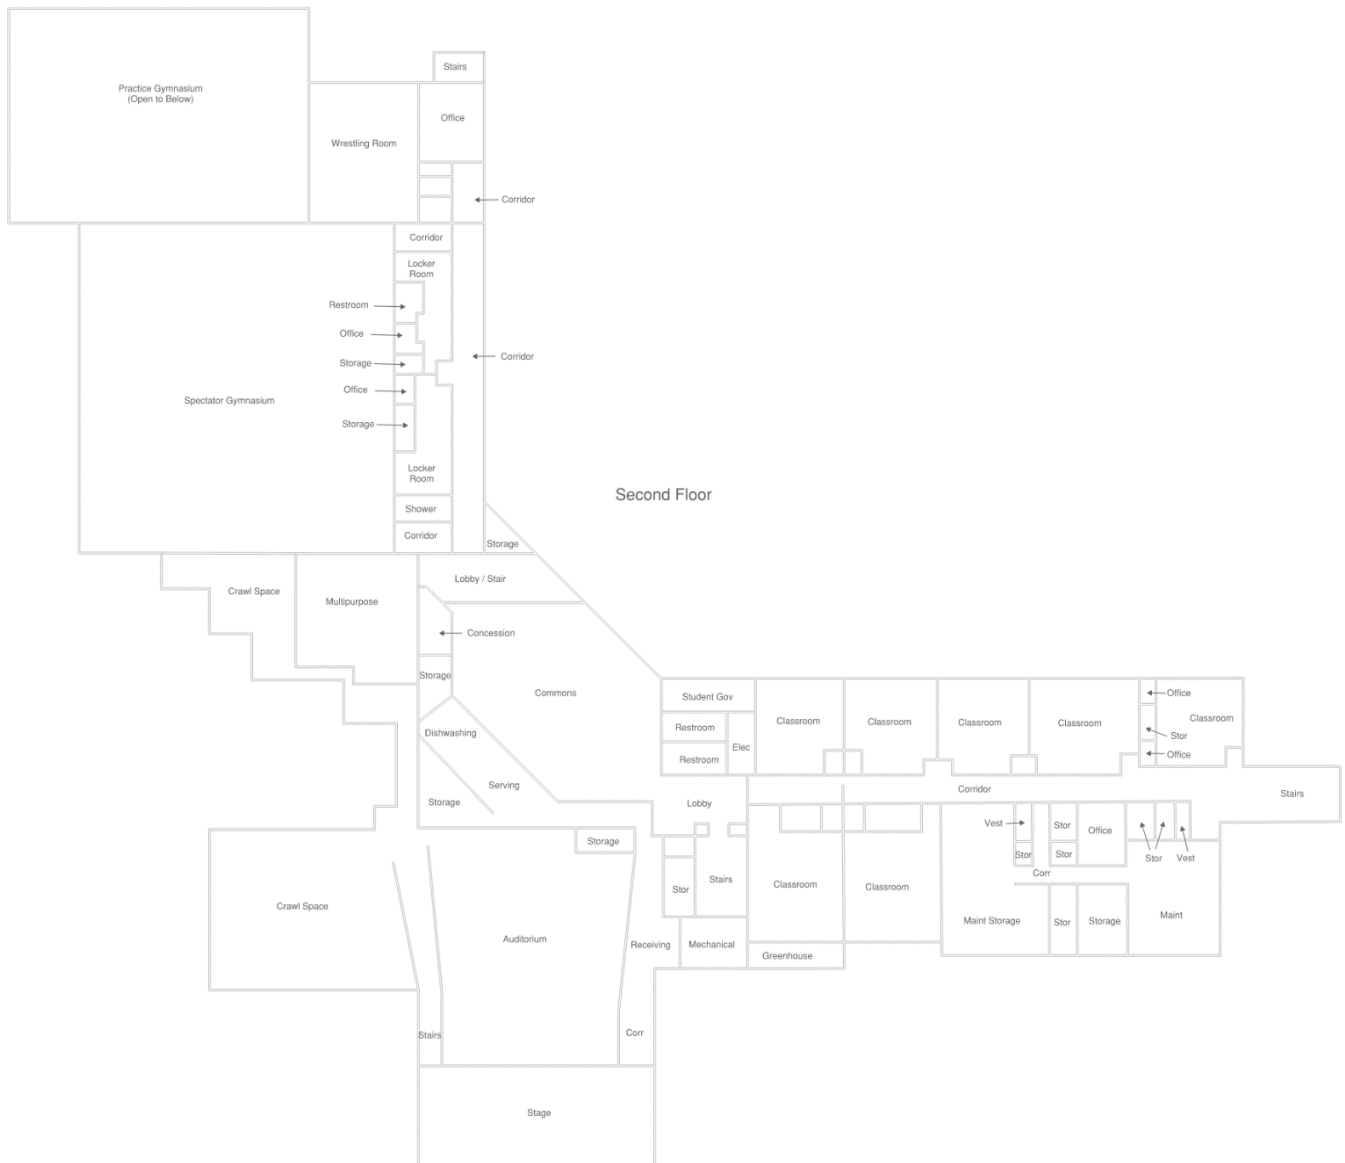 Practice Gymnasium
(Open to Below)
Stairs
Office
Wrestling Room
Corridor
Corridor
Locker
Room
Restroom
Office
Corridor
Storage
Office
Spectator Gymnasium
Storage
Locker
Room
Second Floor
Shower
Corridor
Storage
Lobby / Stair
Crawl Space
Multipurpose
Concession
Storage
Commons
Student Gov
Office
Classroom
Classroom
Classroom
Classroom
Classroom
Restroom
Dishwashing
Stor
Elec
Office
Restroom
Serving
Corridor
Stairs
Storage
Lobby
Vest
Stor
Office
Storage
Stor
Stor
Stor
Vest
Corr
Stairs
Classroom
Classroom
Stor
Crawl Space
Maint Storage
Stor
Storage
Maint
Auditorium
Receiving
Mechanical
Greenhouse
Stairs
Corr
Stage